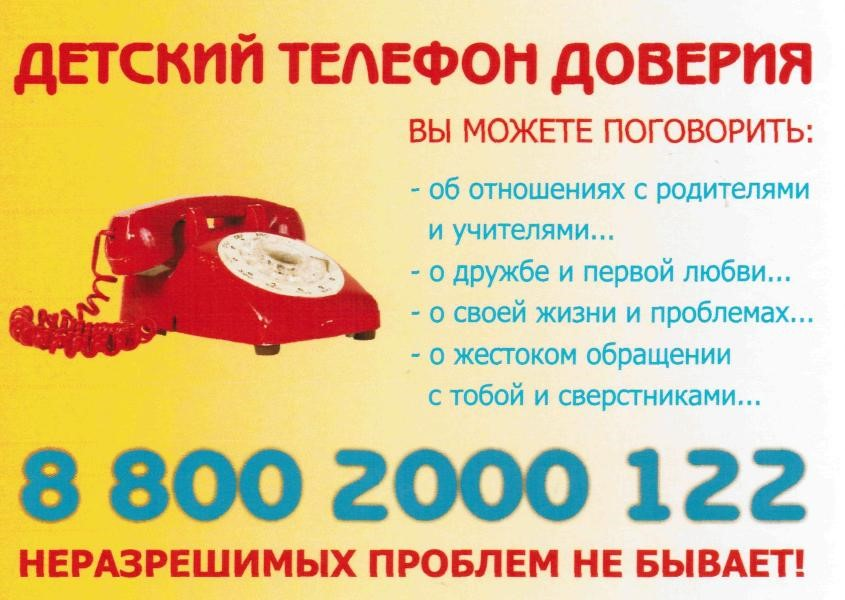 ДЕТСКИЙ ТЕЛЕФОН ДОВЕРИЯ
ВЫ МОЖЕТЕ ПОГОВОРИТЬ:
- об отношениях с родителями
и учителями...
- о дружбе и первой любви...
- о своей жизни и проблемах...
- о жестоком обращении
с тобой и сверстниками...
8 800 2000 122
НЕРАЗРЕШИМЫХ ПРОБЛЕМ НЕ БЫВАЕТ!